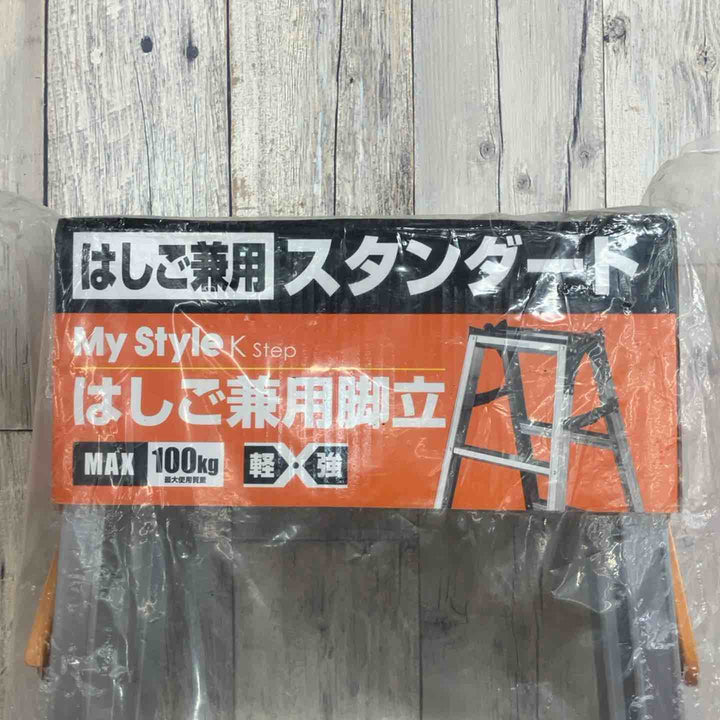 はしご兼用 スタンダード
My Style K Step
はしご兼用脚立
MAX 100kg
最大使用質量
軽 強